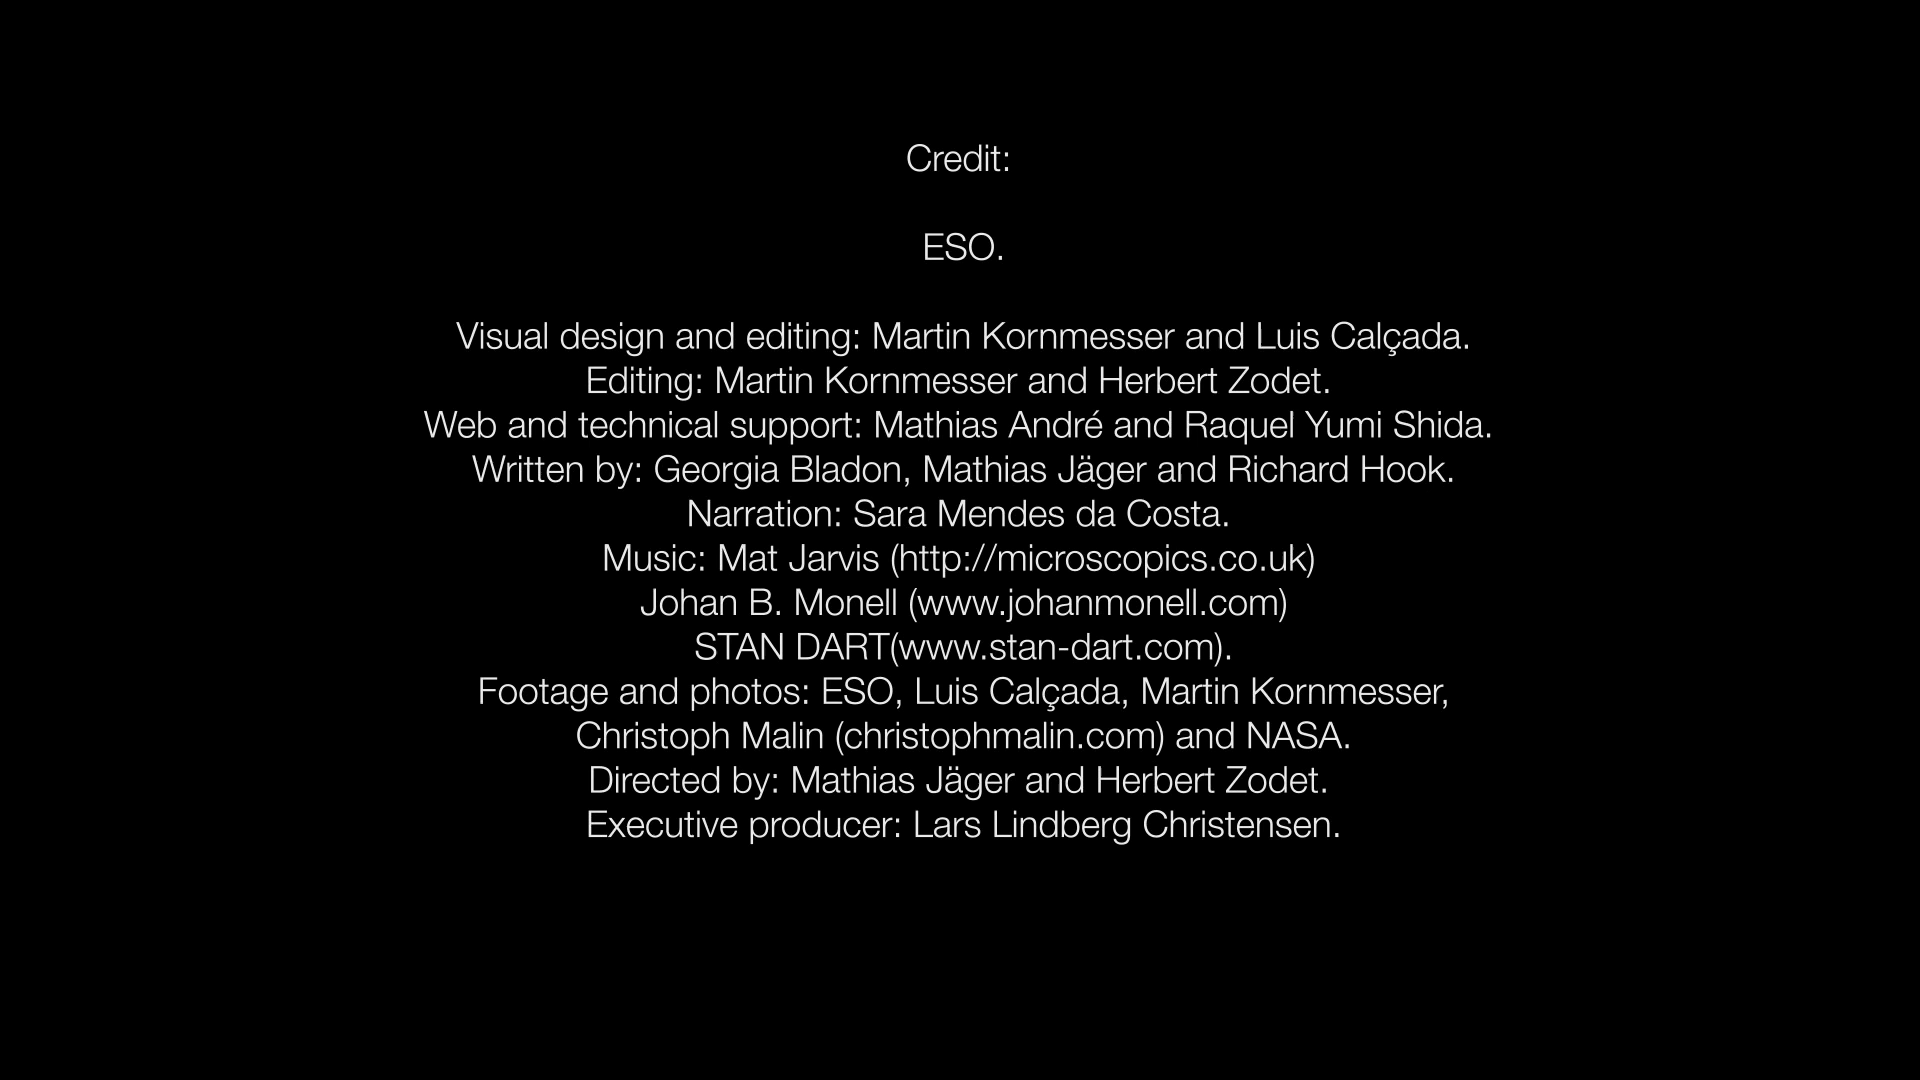 Credit:
ESO.
Visual design and editing: Martin Kornmesser and Luis Calçada.
Editing: Martin Kornmesser and Herbert Zodet.
Web and technical support: Mathias André and Raquel Yumi Shida.
Written by: Georgia Bladon, Mathias Jäger and Richard Hook.
Narration: Sara Mendes da Costa.
Music: Mat Jarvis (http://microscopics.co.uk)
Johan B. Monell (www.johanmonell.com)
STAN DART(www.stan-dart.com).
Footage and photos: ESO, Luis Calçada, Martin Kornmesser,
Christoph Malin (christophmalin.com) and NASA.
Directed by: Mathias Jäger and Herbert Zodet.
Executive producer: Lars Lindberg Christensen.